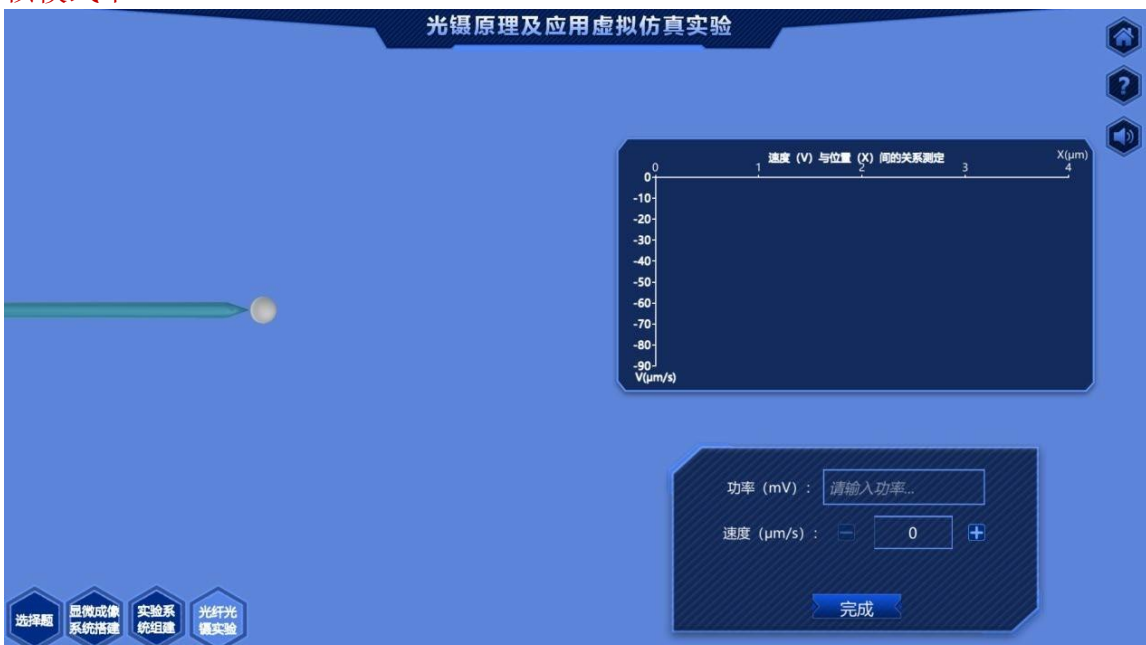 光镊原理及应用虚拟仿真实验
速度（V）与位置（X）间的关系测定
X(μm)
0 1 2 3 4
0
-10
-20
-30
-40
-50
-60
-70
-80
-90
V(μm/s)
功率（mV）： 请输入功率...
速度（μm/s）： 0
完成
选择题
显微成像
系统搭建
实验系
统组建
光纤光
镊实验